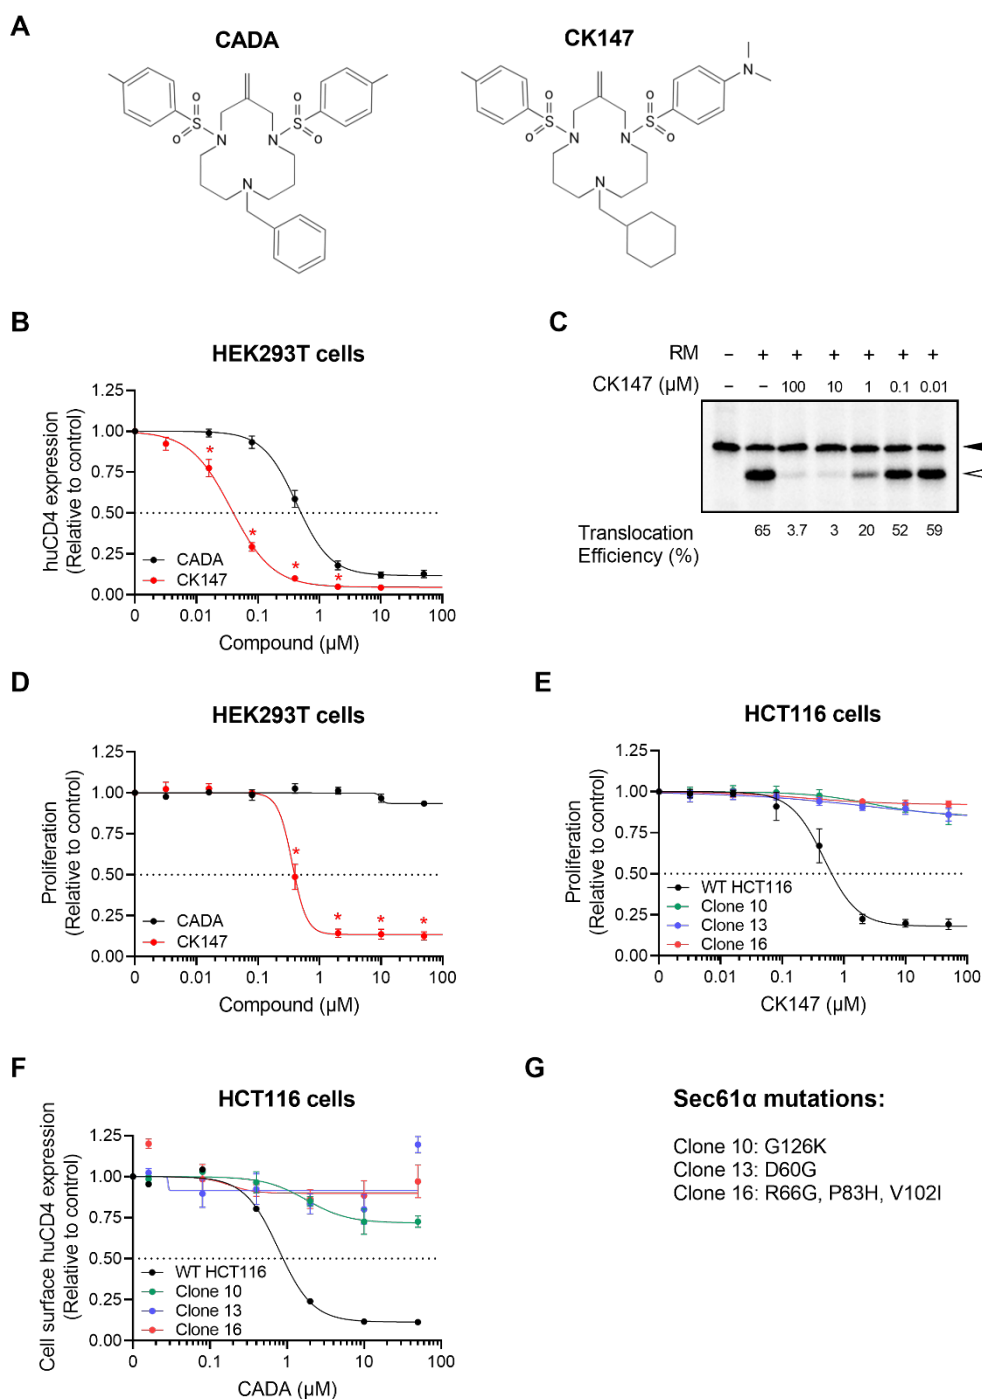 A
CADA
CK147
O
O
S
N
S
O
O
N
N
O
O
S
N
S
O
O
N
N
N
B
HEK293T cells
huCD4 expression
(Relative to control)
1.25
1.00
0.75
0.50
0.25
0.00
*
*
*
*
CADA
CK147
0 0.01 0.1 1 10 100
Compound (µM)
C
RM - + + + + + +
CK147 (µM) - - 100 10 1 0.1 0.01
Translocation
Efficiency (%)
65 3.7 3 20 52 59
D
HEK293T cells
Proliferation
(Relative to control)
1.25
1.00
0.75
0.50
0.25
0.00
*
* * *
CADA
CK147
0 0.01 0.1 1 10 100
Compound (µM)
E
HCT116 cells
Proliferation
(Relative to control)
1.25
1.00
0.75
0.50
0.25
0.00
WT HCT116
Clone 10
Clone 13
Clone 16
0 0.1 1 10 100
CK147 (µM)
F
HCT116 cells
Cell surface huCD4 expression
(Relative to control)
1.25
1.00
0.75
0.50
0.25
0.00
WT HCT116
Clone 10
Clone 13
Clone 16
0 0.1 1 10 100
CADA (µM)
G
Sec61α mutations:
Clone 10: G126K
Clone 13: D60G
Clone 16: R66G, P83H, V102I